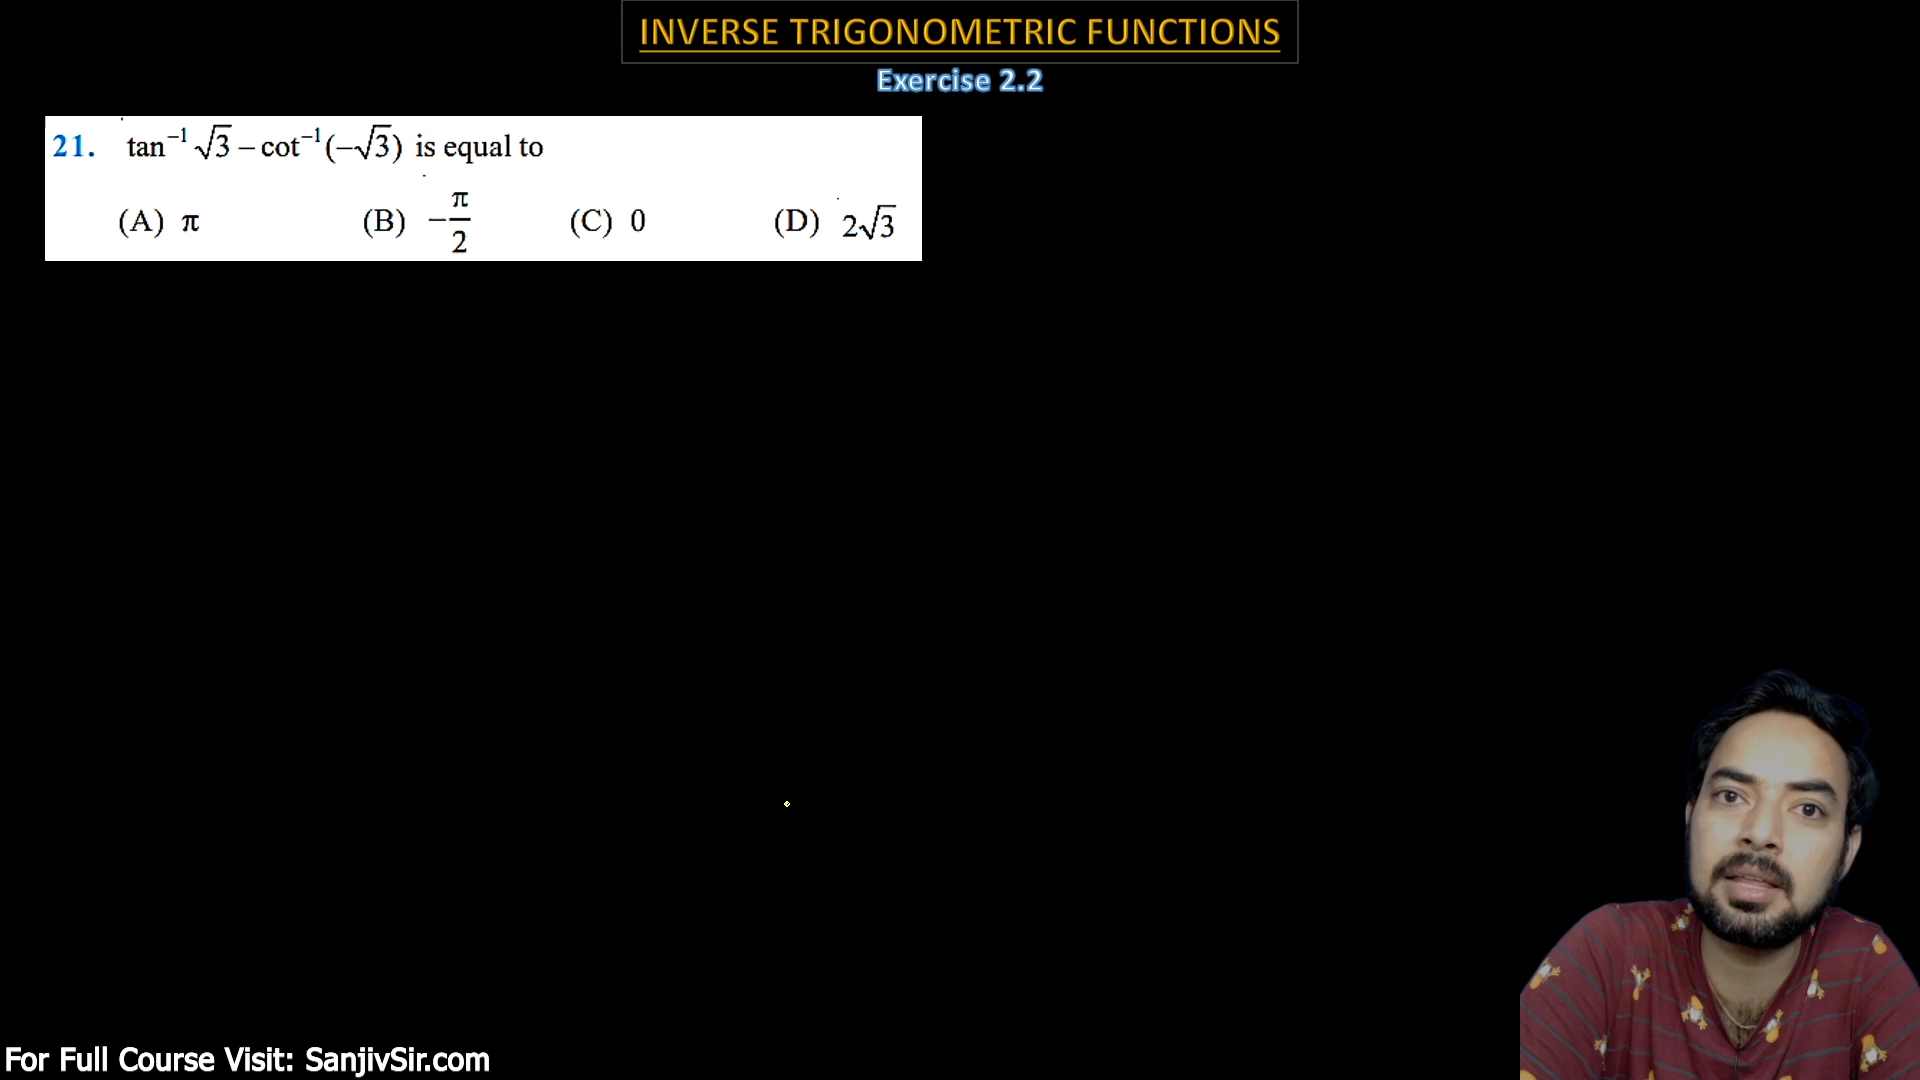 INVERSE TRIGONOMETRIC FUNCTIONS
Exercise 2.2
21. tan⁻¹ √3 – cot⁻¹ (–√3) is equal to
(A) π (B) –π/2 (C) 0 (D) 2√3
For Full Course Visit: SanjivSir.com